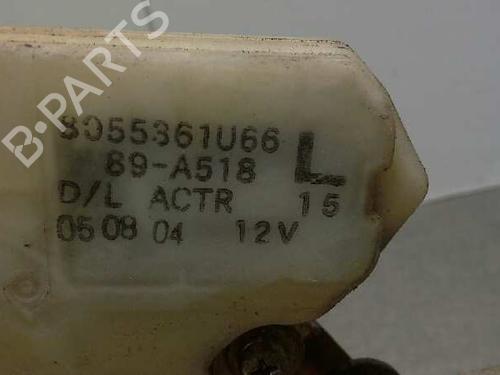 B-PARTS
8055361U66
89-A518 L
D/L ACTR 15
05 08 04 12V